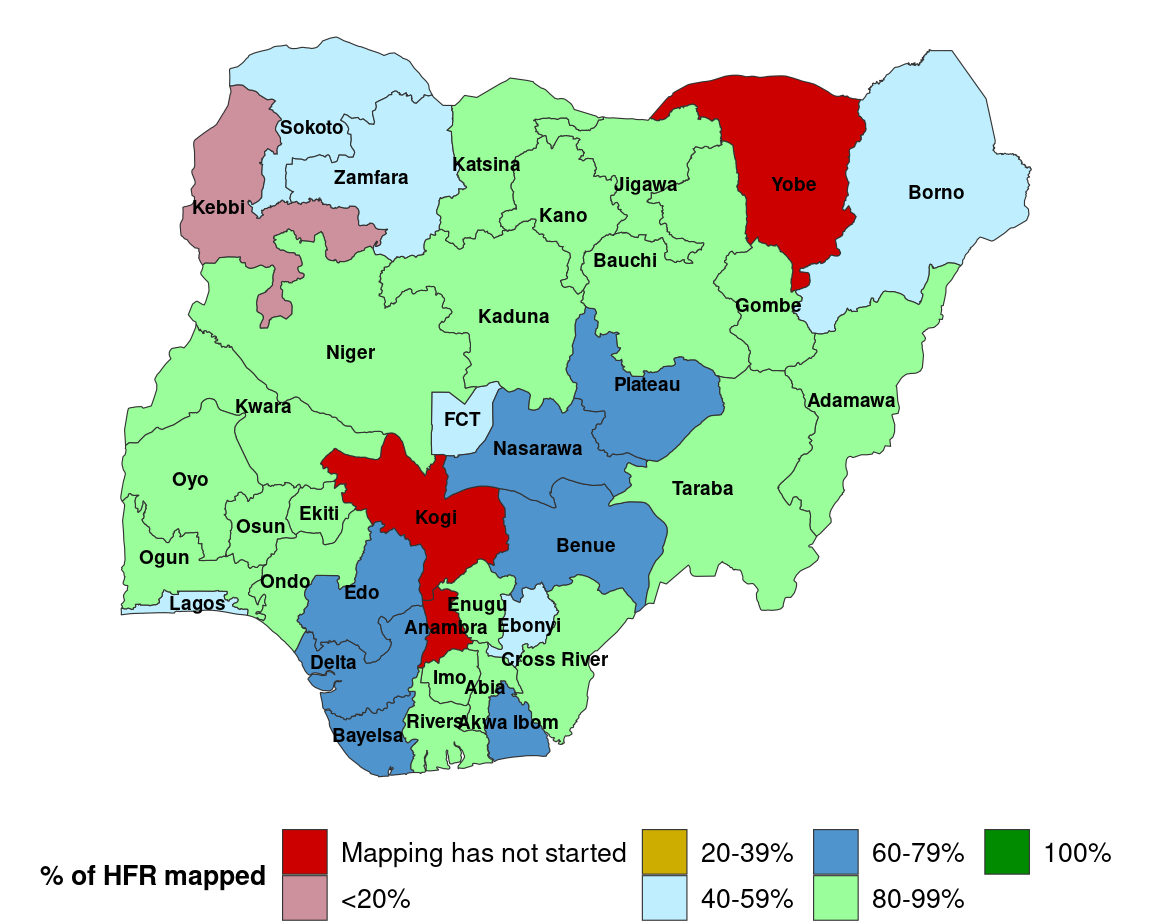 Sokoto
Katsina
Zamfara
Jigawa
Yobe
Borno
Kebbi
Kano
Bauchi
Gombe
Kaduna
Niger
Plateau
Adamawa
Kwara
FCT
Nasarawa
Oyo
Taraba
Ekiti
Kogi
Osun
Benue
Ogun
Ondo
Edo
Lagos
Enugu
Anambra
Ebonyi
Delta
Cross River
Imo
Abia
Rivers
Akwa Ibom
Bayelsa
% of HFR mapped
Mapping has not started
<20%
20-39%
40-59%
60-79%
80-99%
100%